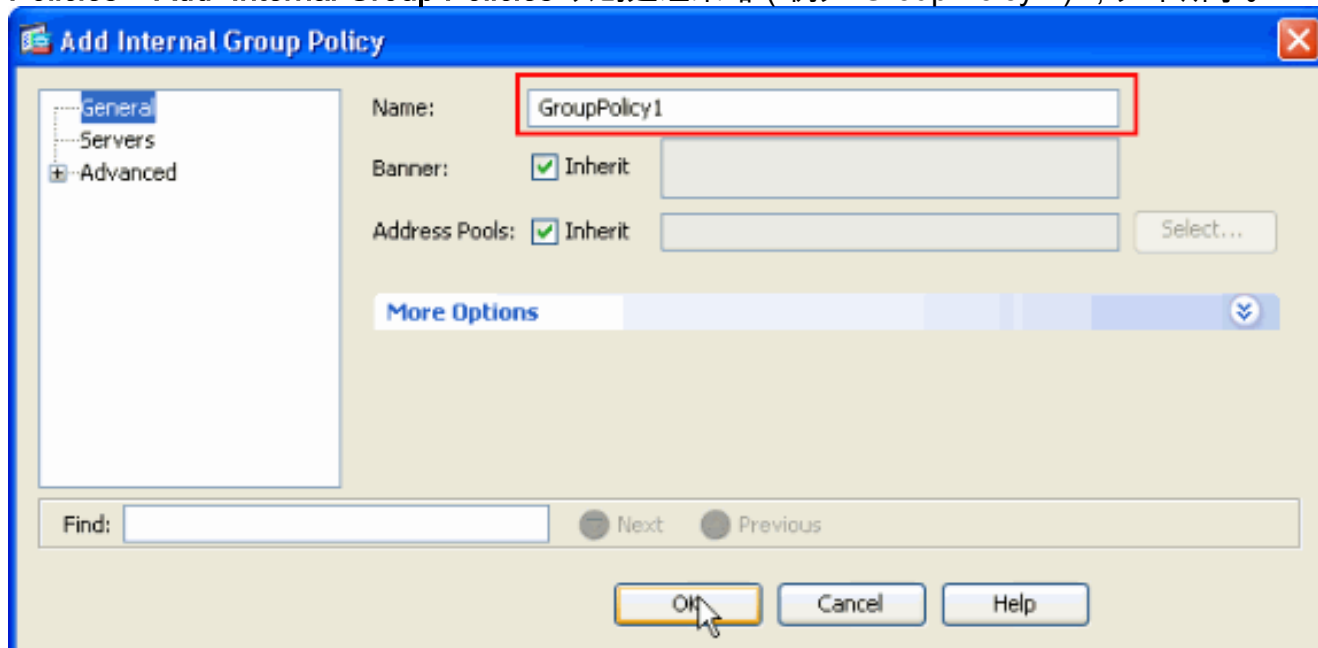 Add Internal Group Policy
General
Servers
Advanced
Name: GroupPolicy1
Banner: Inherit
Address Pools: Inherit Select...
More Options
Find: Next Previous
OK Cancel Help